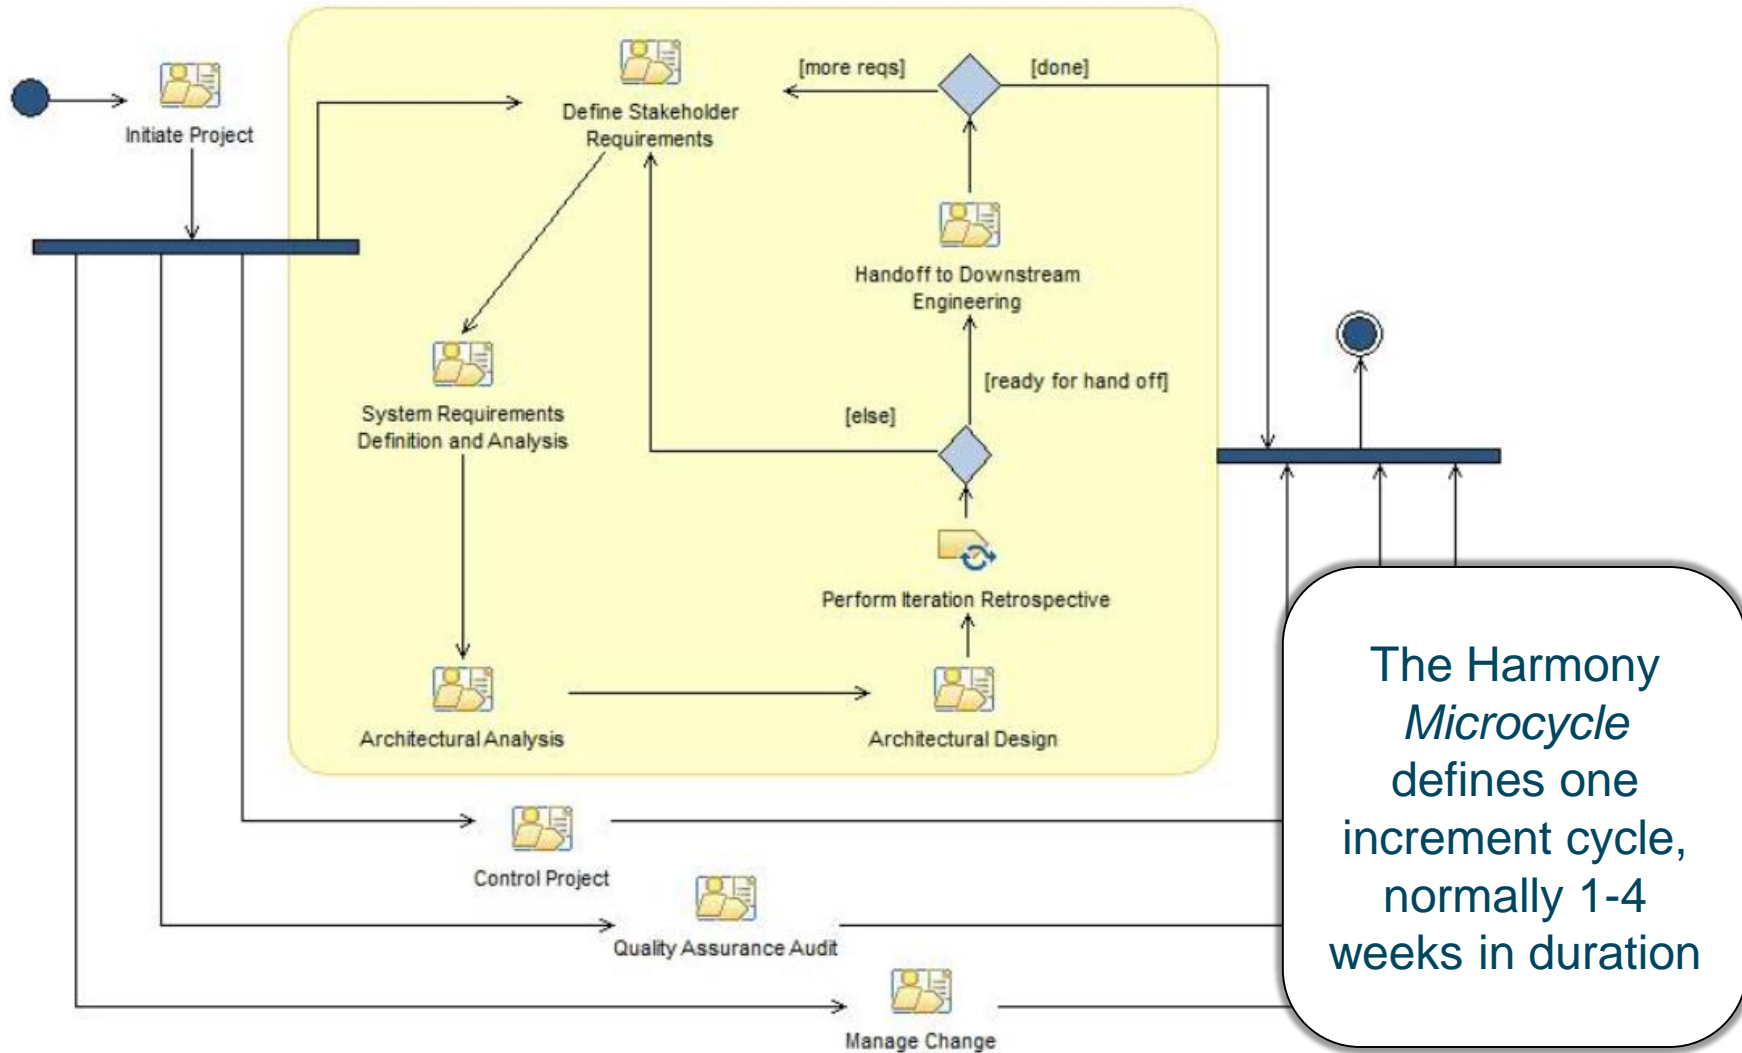 [more reqs]
[done]
Initiate Project
Define Stakeholder
Requirements
Handoff to Downstream
Engineering
[ready for hand off]
[else]
System Requirements
Definition and Analysis
Perform Iteration Retrospective
Architectural Analysis
Architectural Design
Control Project
Quality Assurance Audit
Manage Change
The Harmony
Microcycle
defines one
increment cycle,
normally 1-4
weeks in duration